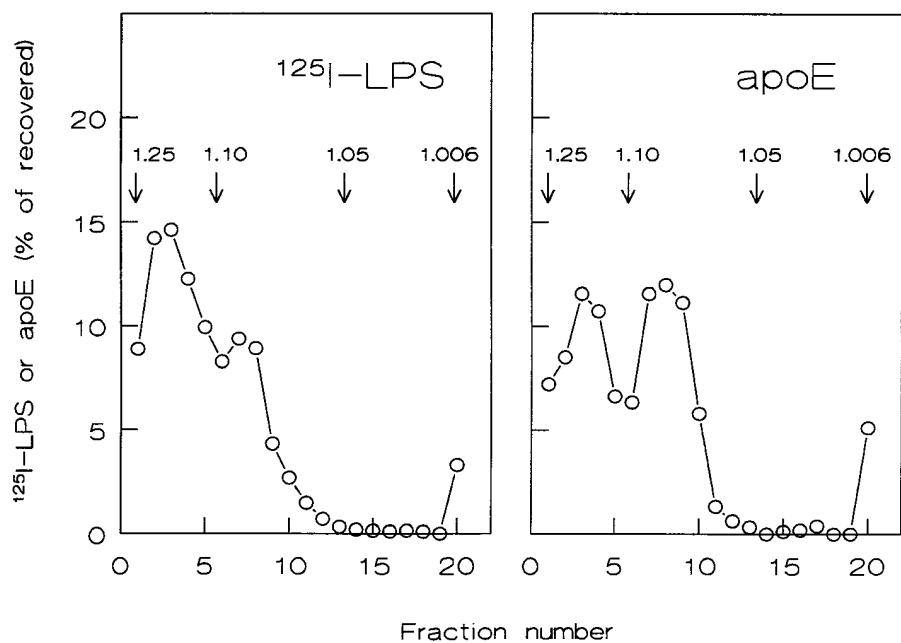 ¹²⁵I-LPS or apoE (% of recovered)
¹²⁵I-LPS
apoE
20
15
10
5
0
1.25 1.10 1.05 1.006
1.25 1.10 1.05 1.006
0 5 10 15 20
0 5 10 15 20
Fraction number